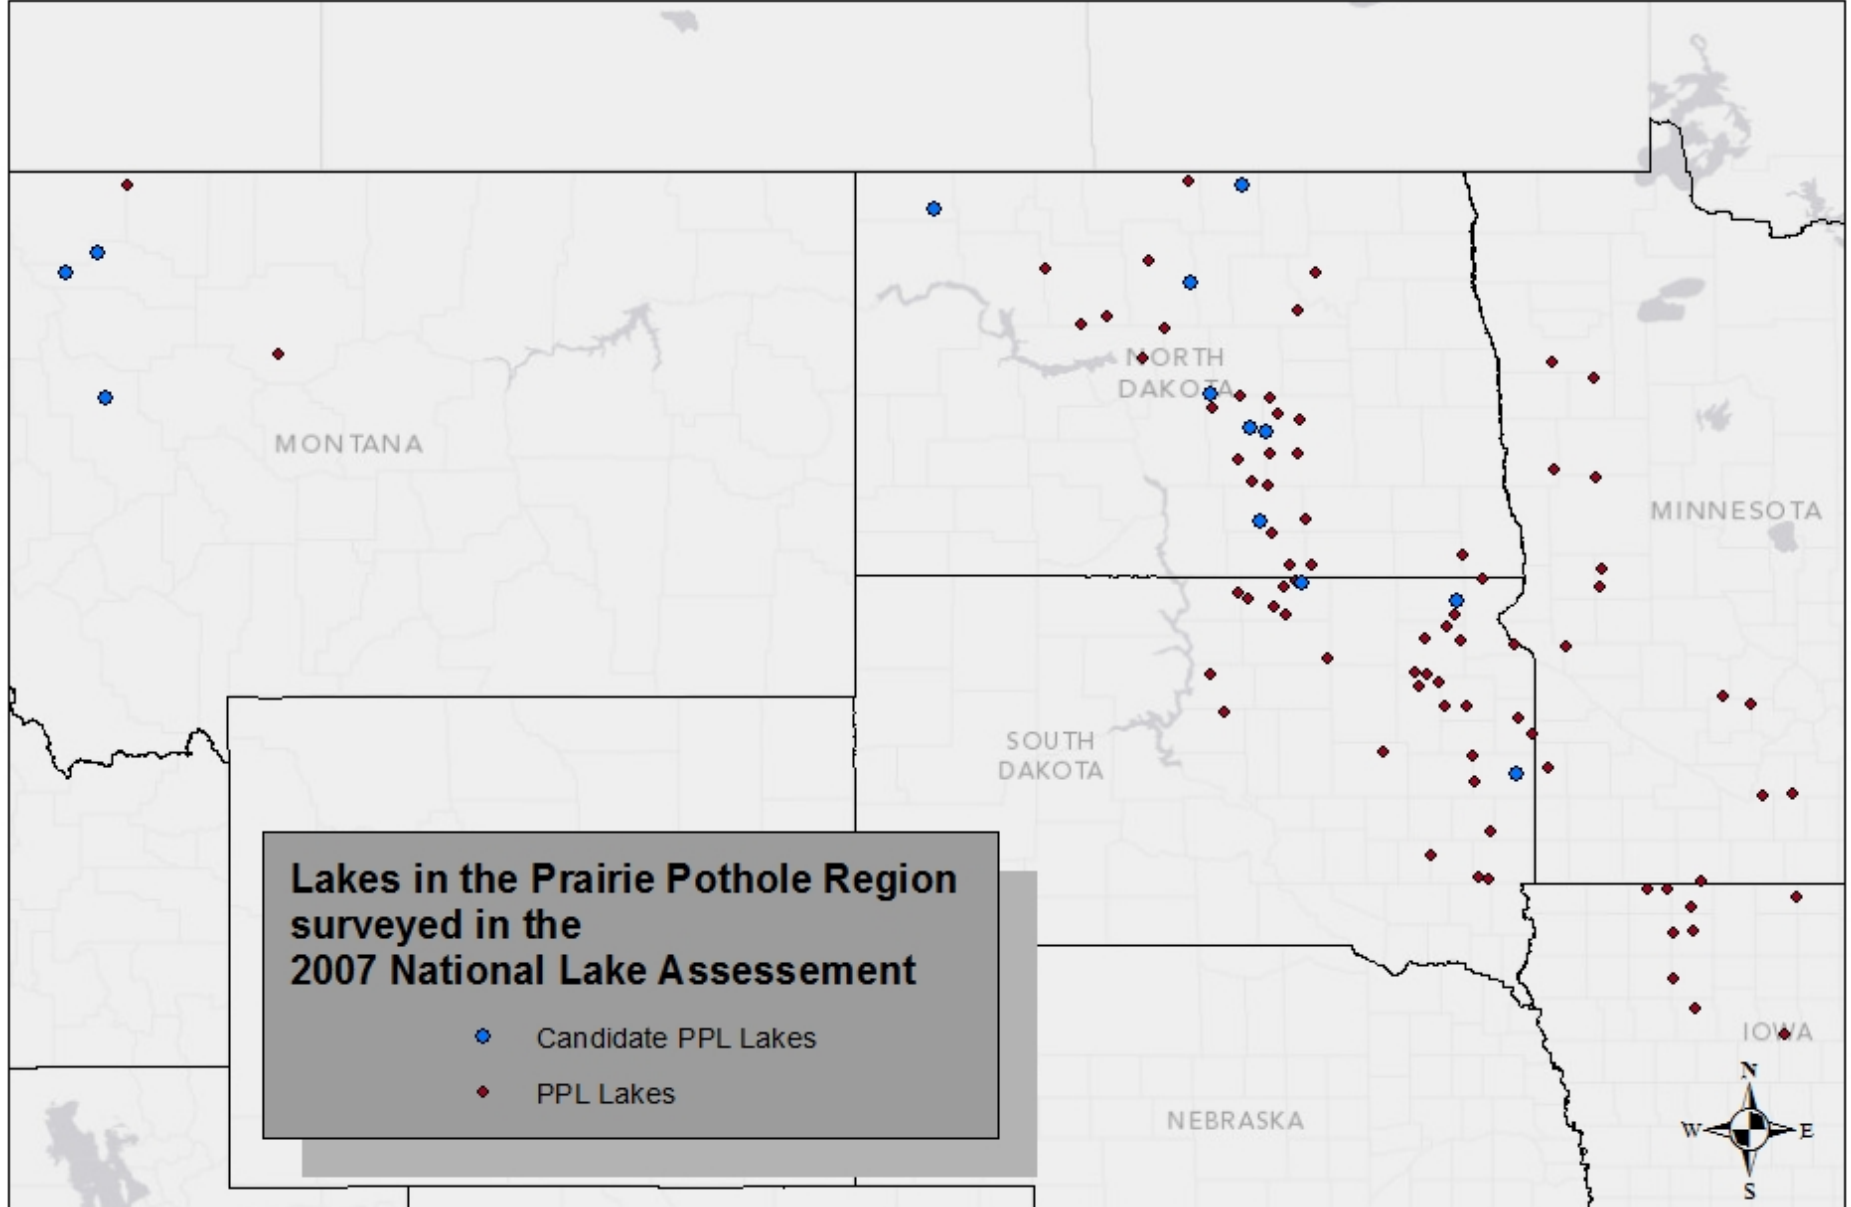 NORTH
DAKOTA
MONTANA
MINNESOTA
SOUTH
DAKOTA
Lakes in the Prairie Pothole Region
surveyed in the
2007 National Lake Assessement
Candidate PPL Lakes
PPL Lakes
IOWA
NEBRASKA
N
W E
S